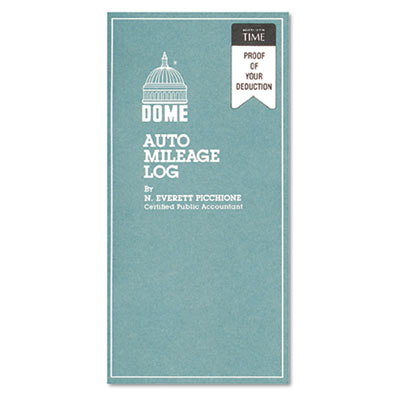 TIME
PROOF
OF
YOUR
DEDUCTION
®
DOME
AUTO
MILEAGE
LOG
By
N. EVERETT PICCHIONE
Certified Public Accountant